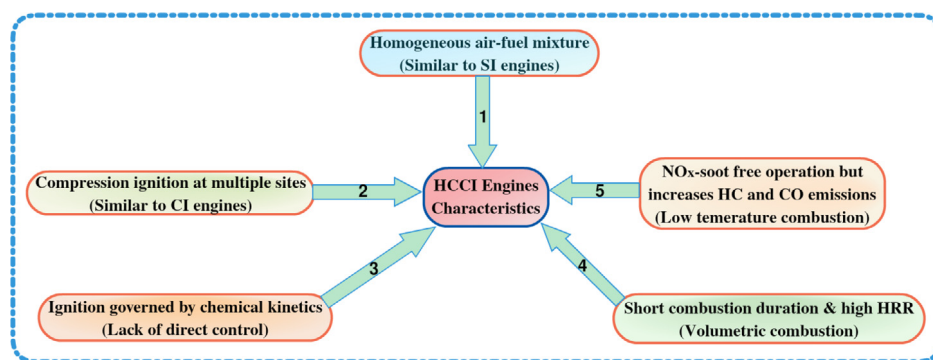 Homogeneous air-fuel mixture
(Similar to SI engines)
1
Compression ignition at multiple sites
(Similar to CI engines)
2
HCCI Engines
Characteristics
5
NOx-soot free operation but
increases HC and CO emissions
(Low temerature combustion)
3
4
Ignition governed by chemical kinetics
(Lack of direct control)
Short combustion duration & high HRR
(Volumetric combustion)